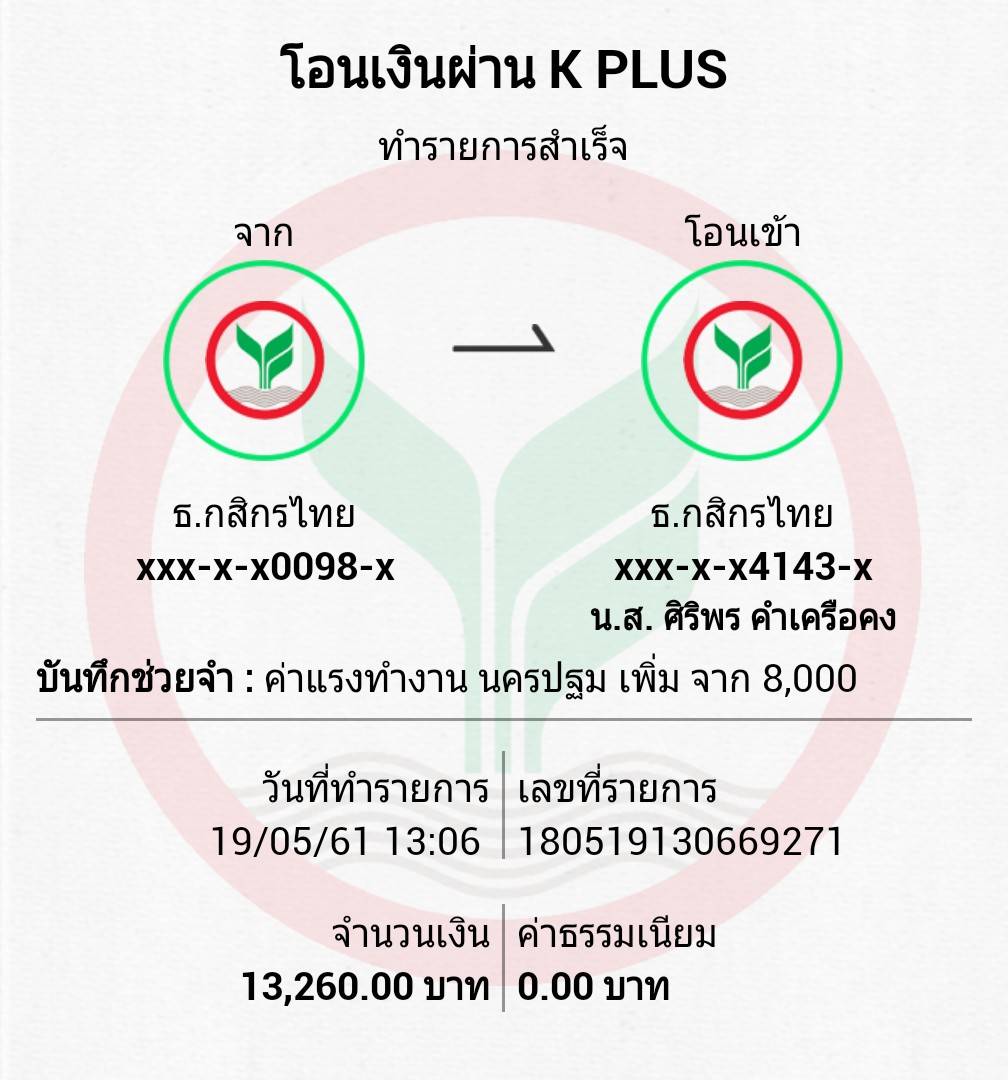 โอนเงินผ่าน K PLUS
ทำรายการสำเร็จ
จาก
โอนเข้า
ธ.กสิกรไทย
xxx-x-x0098-x
ธ.กสิกรไทย
xxx-x-x4143-x
น.ส. ศิริพร คำเครือคง
บันทึกช่วยจำ : ค่าแรงทำงาน นครปฐม เพิ่ม จาก 8,000
วันที่ทำรายการ
19/05/61 13:06
เลขที่รายการ
180519130669271
จำนวนเงิน
13,260.00 บาท
ค่าธรรมเนียม
0.00 บาท